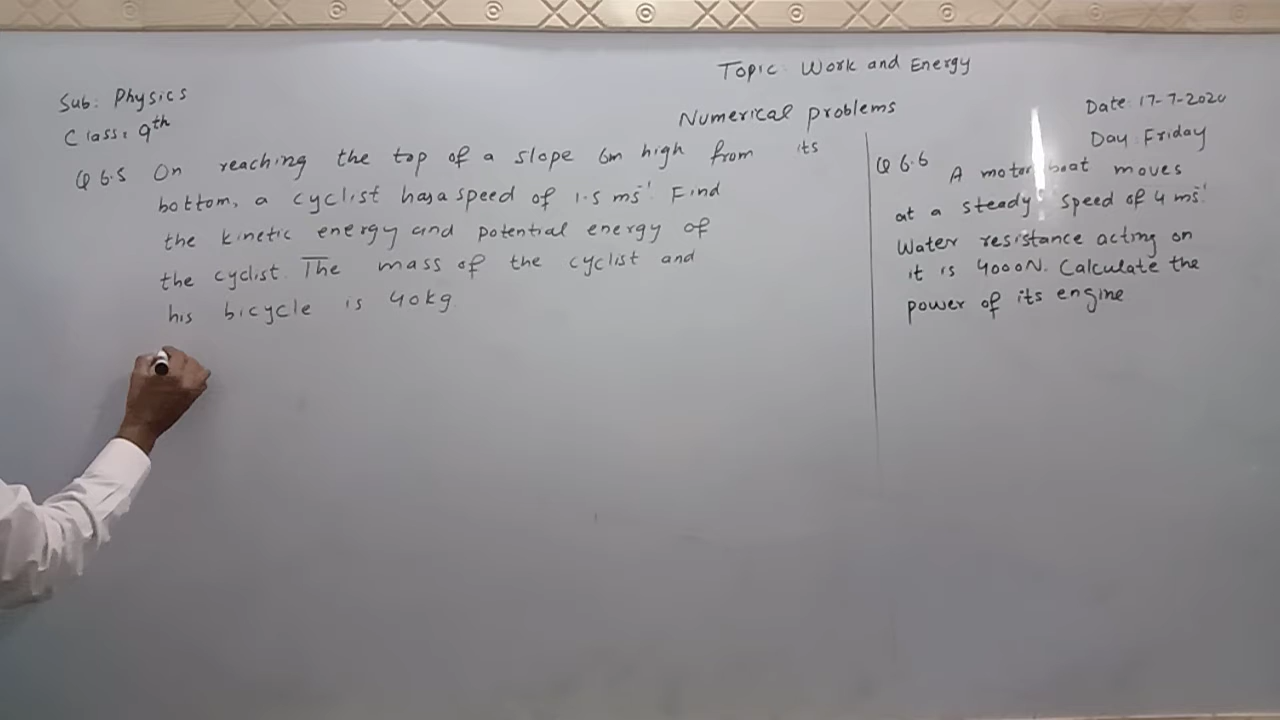 Topic: Work and Energy
Sub: Physics
Class: 9th
Numerical problems
Date: 17-7-2020
Day: Friday
Q 6.5 On reaching the top of a slope 6m high from its
bottom, a cyclist has a speed of 1.5 ms⁻¹. Find
the kinetic energy and potential energy of
the cyclist. The mass of the cyclist and
his bicycle is 40kg.
Q 6.6 A motor boat moves
at a steady speed of 4 ms⁻¹.
Water resistance acting on
it is 4000N. Calculate the
power of its engine